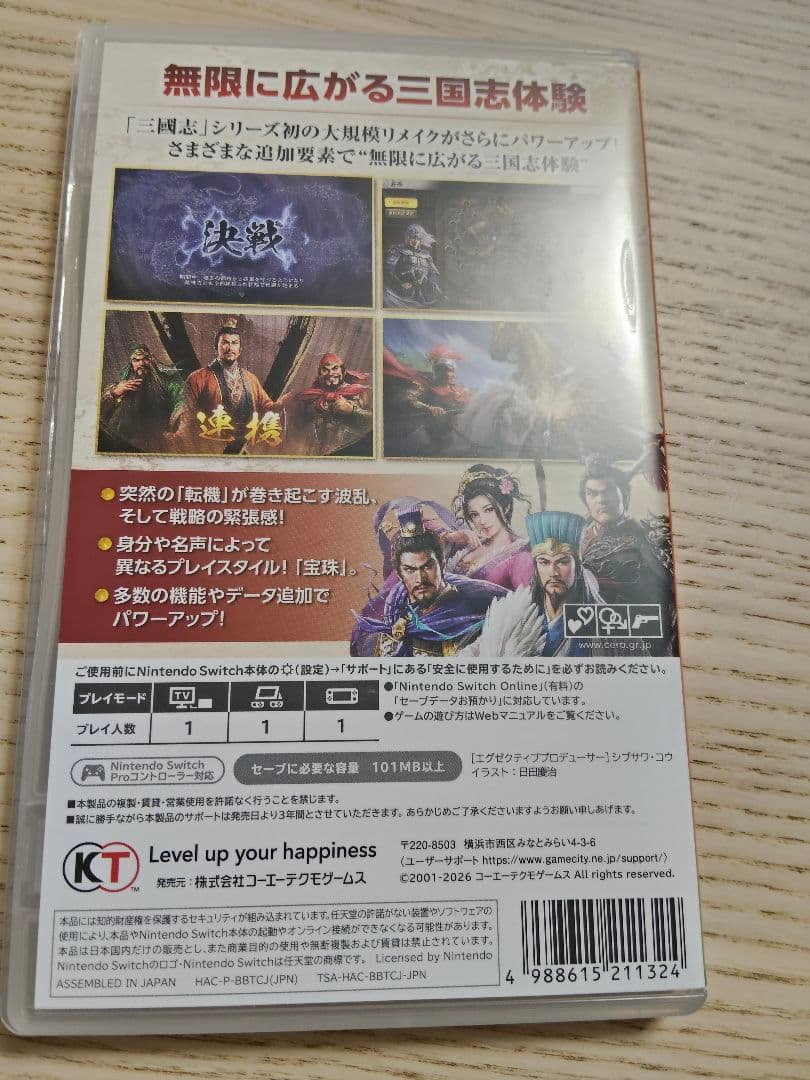 無限に広がる三国志体験
「三國志」シリーズ初の大規模リメイクがさらにパワーアップ!
さまざまな追加要素で“無限に広がる三国志体験”
決戦
連携
突然の「転機」が巻き起こす波乱、
そして戦略の緊張感!
身分や名声によって
異なるプレイスタイル!「宝珠」。
多数の機能やデータ追加で
パワーアップ!
www.cero.gr.jp
ご使用前にNintendo Switch本体の(設定)→「サポート」にある「安全に使用するために」を必ずお読みください。
プレイモード TV
プレイ人数 1 1 1
●「Nintendo Switch Online」(有料)の
「セーブデータお預かり」に対応しています。
●ゲームの遊び方はWebマニュアルをご覧ください。
Nintendo Switch
Proコントローラー対応
セーブに必要な容量 101MB以上
[エグゼクティブプロデューサー]シブサワ・コウ
イラスト:日田慶治
■本製品の複製・賃貸・営業使用を許諾なく行うことを禁じます。
■誠に勝手ながら本製品のサポートは発売日より3年間とさせていただきます。あらかじめご了承くださいますようお願い申しあげます。
KT™
Level up your happiness
発売元:株式会社コーエーテクモゲームス
〒220-8503 横浜市西区みなとみらい4-3-6
〈ユーザーサポート https://www.gamecity.ne.jp/support/〉
©2001-2026 コーエーテクモゲームス All rights reserved.
本品には知的財産権を保護するセキュリティが組み込まれています。任天堂の許諾がない装置やソフトウェアの
使用により、本品やNintendo Switch本体の起動やオンライン接続ができなくなる可能性があります。
本品は日本国内だけの販売とし、また商業目的の使用や無断複製および賃貸は禁止されています。
Nintendo Switchのロゴ・Nintendo Switchは任天堂の商標です。 Licensed by Nintendo
ASSEMBLED IN JAPAN HAC-P-BBTCJ(JPN) TSA-HAC-BBTCJ-JPN
4 988615 211324